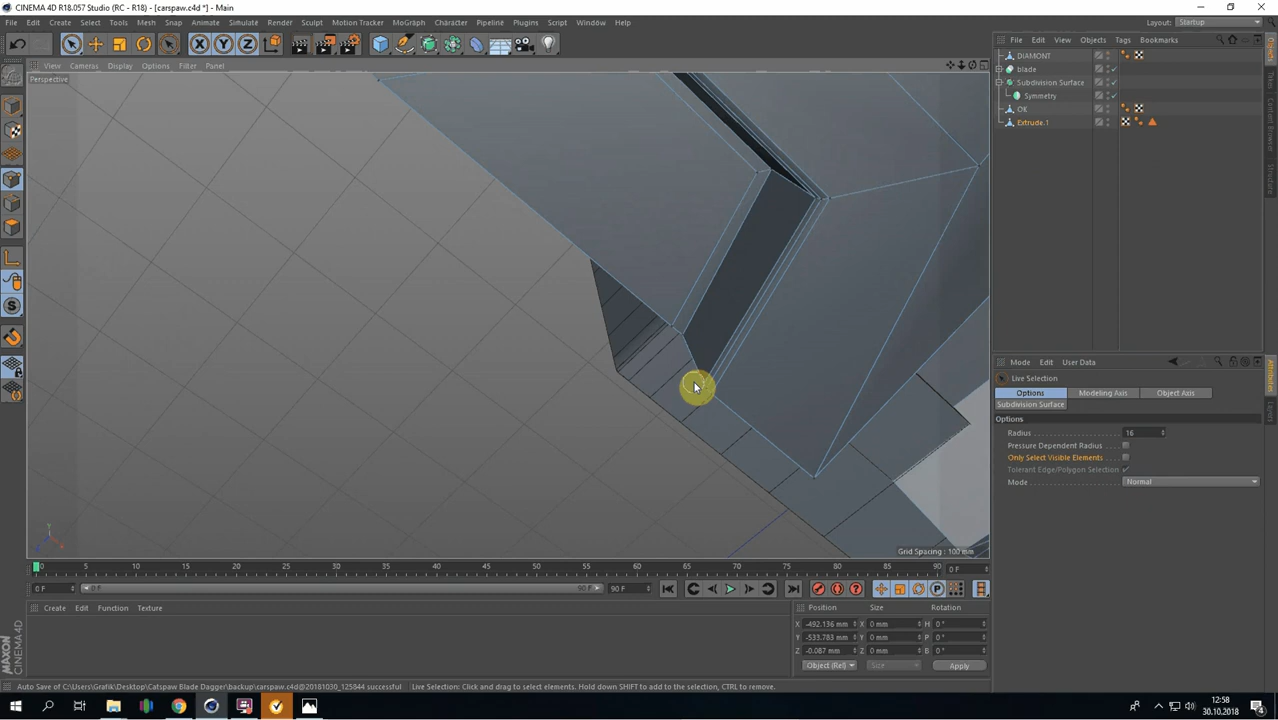 CINEMA 4D R18.057 Studio (RC - R18) - [carspaw.c4d *] - Main
File Edit Create Select Tools Mesh Snap Animate Simulate Render Sculpt Motion Tracker MoGraph Character Pipeline Plugins Script Window Help
Layout: Startup
X Y Z
File Edit View Objects Tags Bookmarks
View Cameras Display Options Filter Panel
Perspective
DIAMONT
blade
Subdivision Surface
Symmetry
OK
Extrude.1
Objects
Takes
Content Browser
Structure
Mode Edit User Data
Live Selection
Options Modeling Axis Object Axis
Subdivision Surface
Options
Radius 16
Pressure Dependent Radius
Only Select Visible Elements
Tolerant Edge/Polygon Selection
Mode Normal
Attributes
Layers
Grid Spacing : 100 mm
0 5 10 15 20 25 30 35 40 45 50 55 60 65 70 75 80 85 90 0 F
0 F 0 F 90 F 90 F
Create Edit Function Texture
Position Size Rotation
X -492.136 mm X 0 mm H 0 °
Y -533.783 mm Y 0 mm P 0 °
Z -0.087 mm Z 0 mm B 0 °
Object (Rel) Size Apply
MAXON CINEMA 4D
Auto Save of C:\Users\Grafik\Desktop\Catspaw Blade Dagger\backup\carspaw.c4d@20181030_125844 successful Live Selection: Click and drag to select elements. Hold down SHIFT to add to the selection, CTRL to remove.
12:58
30.10.2018
4